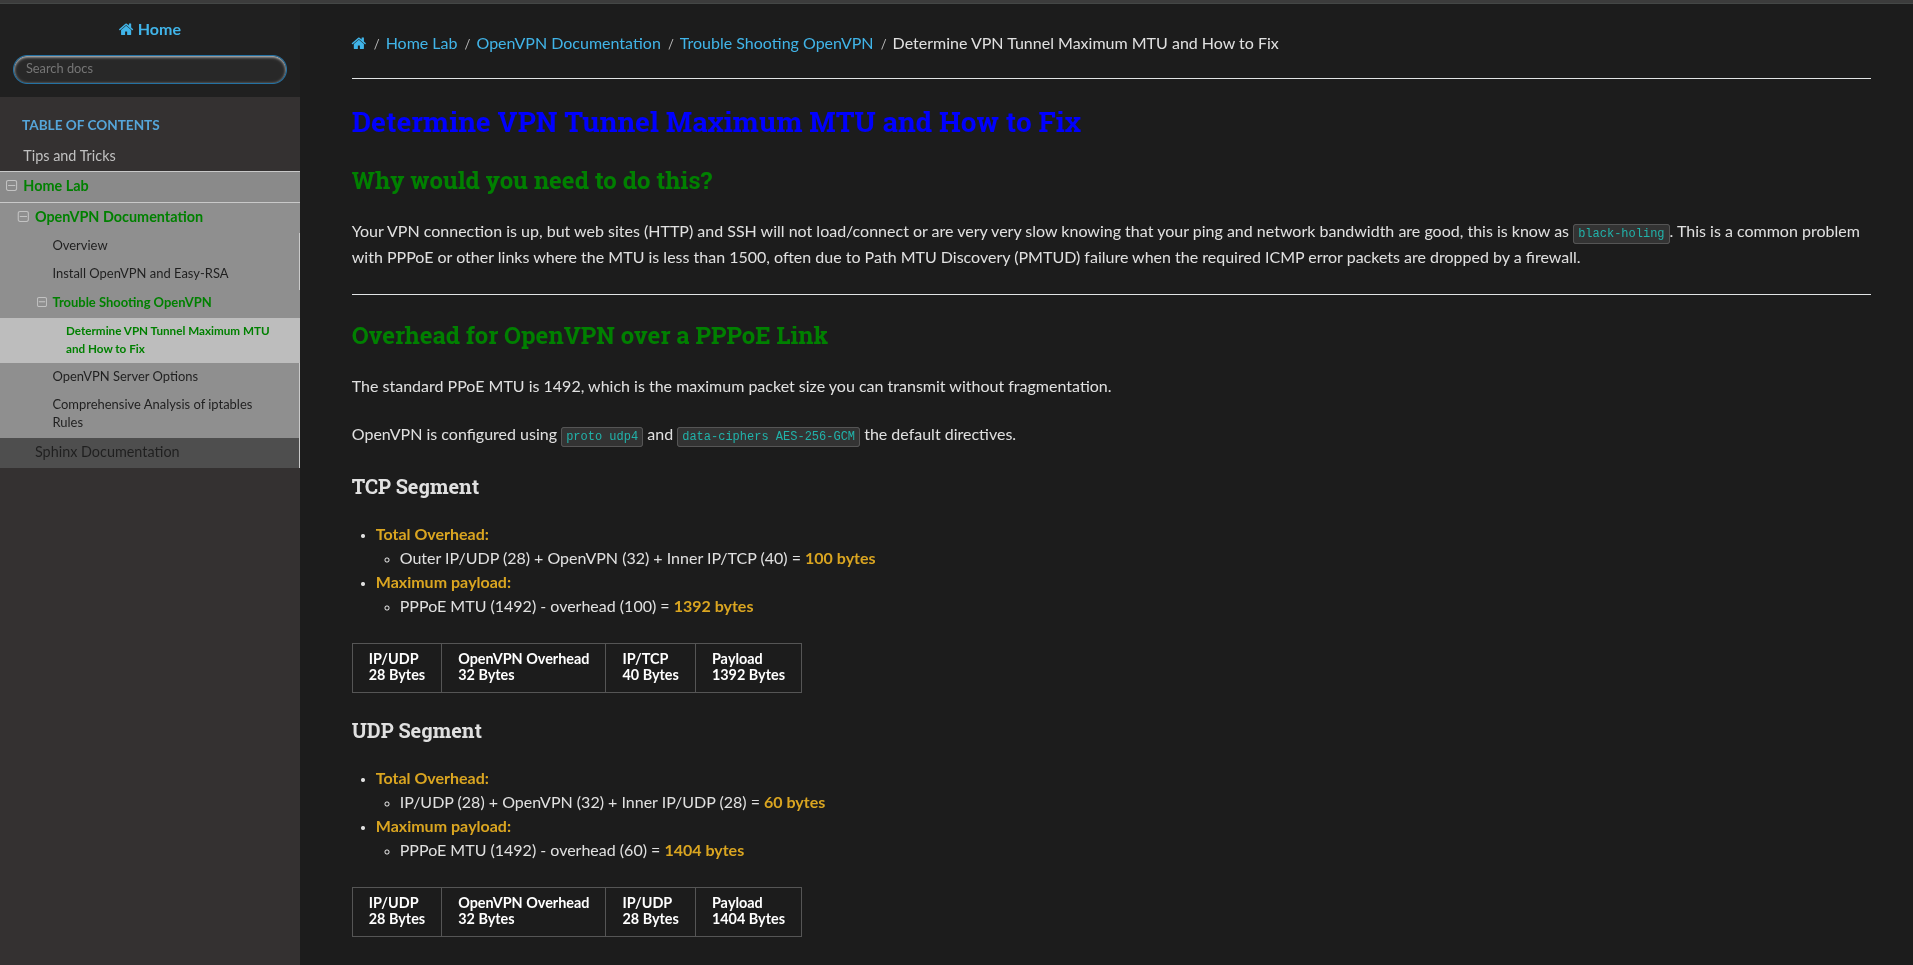 Home
Search docs
TABLE OF CONTENTS
Tips and Tricks
Home Lab
OpenVPN Documentation
Overview
Install OpenVPN and Easy-RSA
Trouble Shooting OpenVPN
Determine VPN Tunnel Maximum MTU
and How to Fix
OpenVPN Server Options
Comprehensive Analysis of iptables
Rules
Sphinx Documentation
/ Home Lab / OpenVPN Documentation / Trouble Shooting OpenVPN / Determine VPN Tunnel Maximum MTU and How to Fix
Determine VPN Tunnel Maximum MTU and How to Fix
Why would you need to do this?
Your VPN connection is up, but web sites (HTTP) and SSH will not load/connect or are very very slow knowing that your ping and network bandwidth are good, this is know as black-holing. This is a common problem
with PPPoE or other links where the MTU is less than 1500, often due to Path MTU Discovery (PMTUD) failure when the required ICMP error packets are dropped by a firewall.
Overhead for OpenVPN over a PPPoE Link
The standard PPoE MTU is 1492, which is the maximum packet size you can transmit without fragmentation.
OpenVPN is configured using proto udp4 and data-ciphers AES-256-GCM the default directives.
TCP Segment
• Total Overhead:
◦ Outer IP/UDP (28) + OpenVPN (32) + Inner IP/TCP (40) = 100 bytes
• Maximum payload:
◦ PPPoE MTU (1492) - overhead (100) = 1392 bytes
IP/UDP OpenVPN Overhead IP/TCP Payload
28 Bytes 32 Bytes 40 Bytes 1392 Bytes
UDP Segment
• Total Overhead:
◦ IP/UDP (28) + OpenVPN (32) + Inner IP/UDP (28) = 60 bytes
• Maximum payload:
◦ PPPoE MTU (1492) - overhead (60) = 1404 bytes
IP/UDP OpenVPN Overhead IP/UDP Payload
28 Bytes 32 Bytes 28 Bytes 1404 Bytes